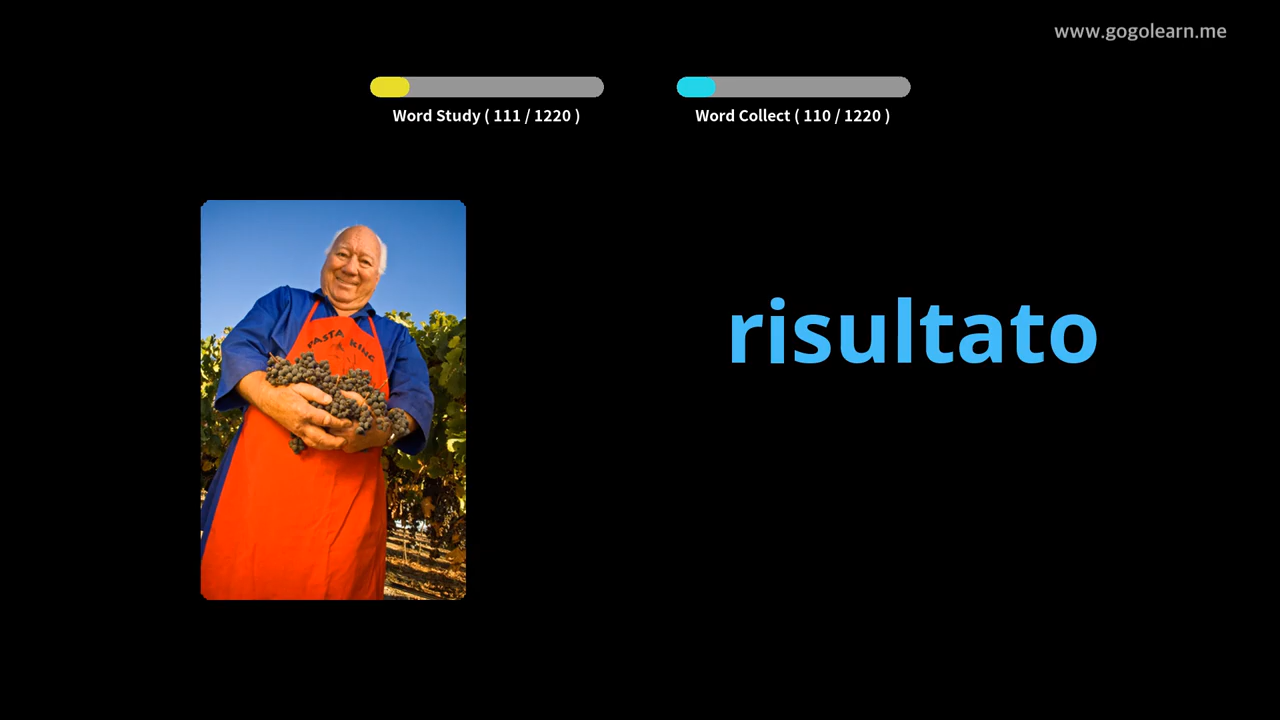 www.gogolearn.me
Word Study ( 111 / 1220 )
Word Collect ( 110 / 1220 )
PASTA KING
risultato